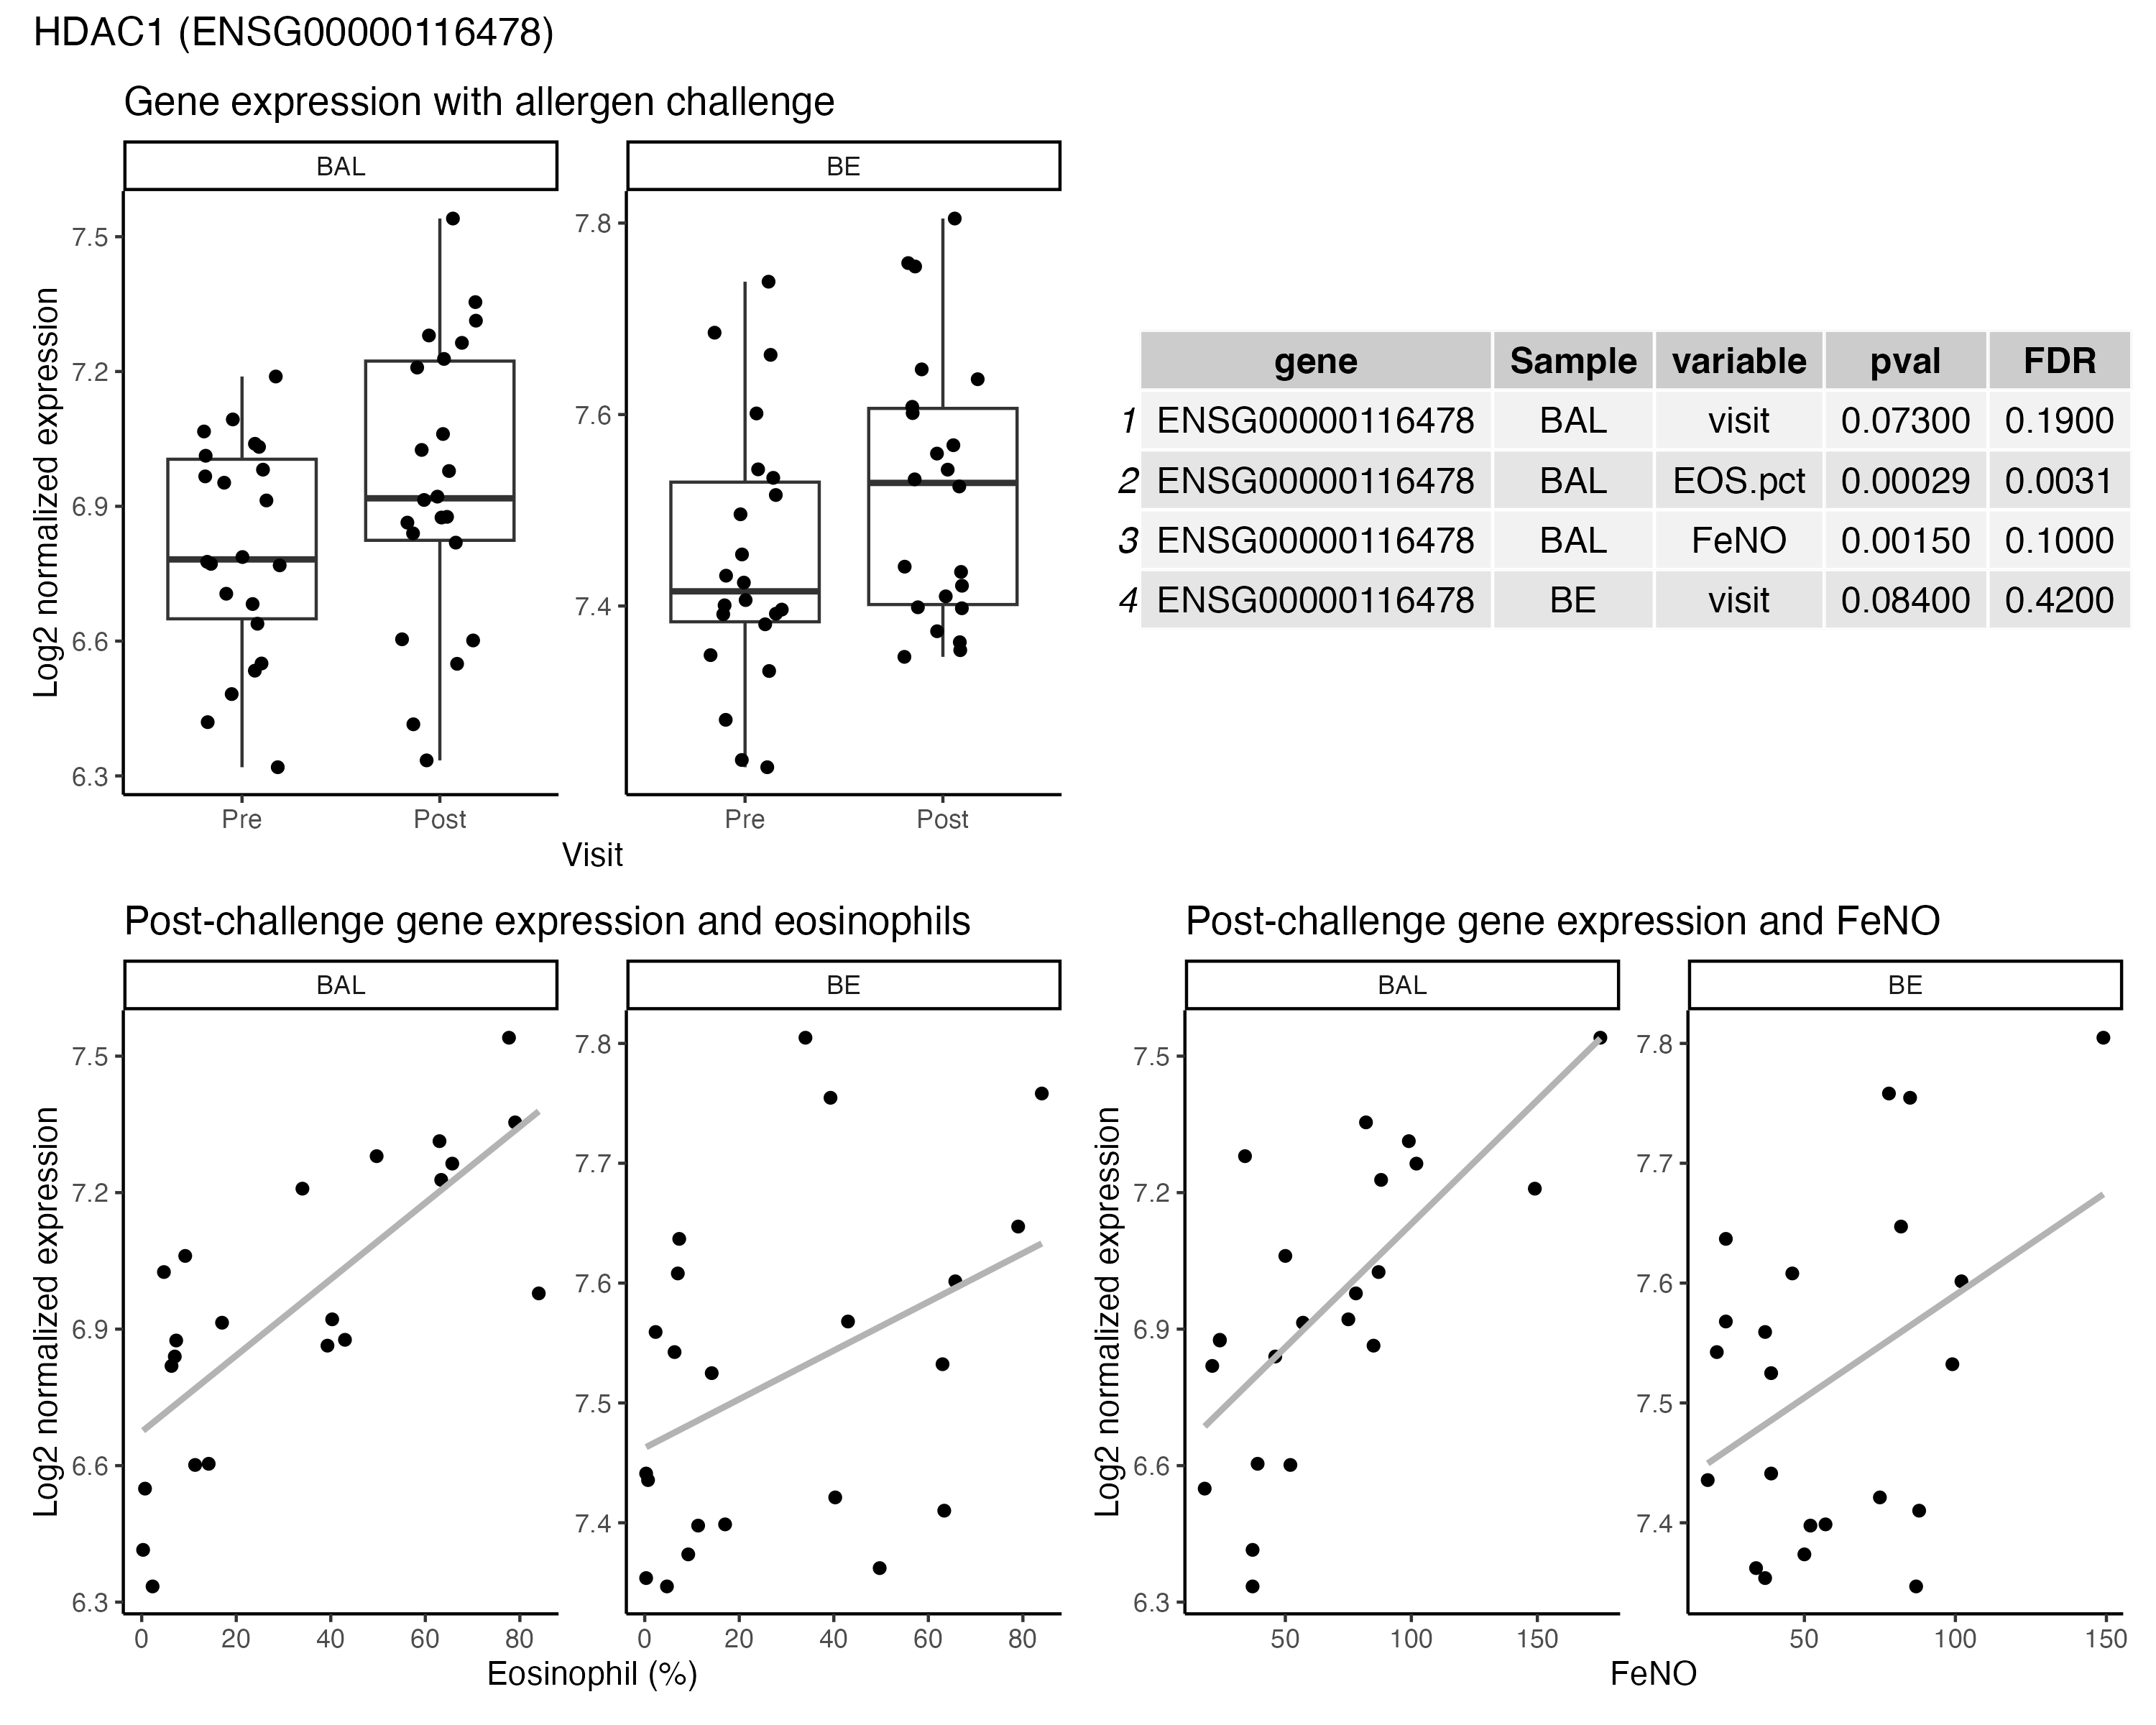 HDAC1 (ENSG00000116478)
Gene expression with allergen challenge
BAL
BE
Log2 normalized expression
7.5
7.2
6.9
6.6
6.3
7.8
7.6
7.4
Pre
Post
Pre
Post
Visit
gene Sample variable pval FDR
1 ENSG00000116478 BAL visit 0.07300 0.1900
2 ENSG00000116478 BAL EOS.pct 0.00029 0.0031
3 ENSG00000116478 BAL FeNO 0.00150 0.1000
4 ENSG00000116478 BE visit 0.08400 0.4200
Post-challenge gene expression and eosinophils
BAL
BE
Log2 normalized expression
7.5
7.2
6.9
6.6
6.3
7.8
7.7
7.6
7.5
7.4
0 20 40 60 80
0 20 40 60 80
Eosinophil (%)
Post-challenge gene expression and FeNO
BAL
BE
Log2 normalized expression
7.5
7.2
6.9
6.6
6.3
7.8
7.7
7.6
7.5
7.4
50 100 150
50 100 150
FeNO